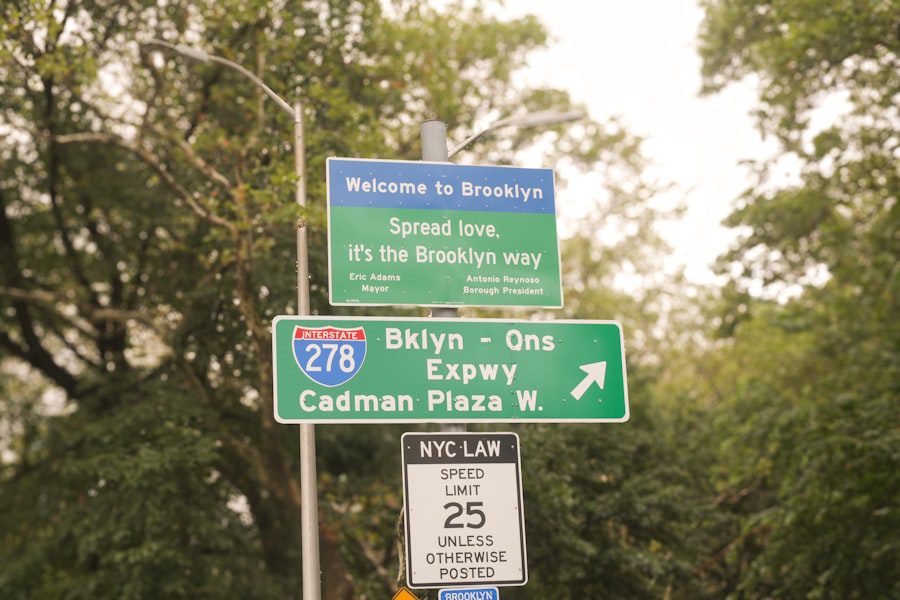 Welcome to Brooklyn
Spread love,
it's the Brooklyn way
Eric Adams
Mayor
Antonio Reynoso
Borough President
INTERSTATE
278
Bklyn - Qns
Expwy
Cadman Plaza W.
NYC LAW
SPEED
LIMIT
25
UNLESS
OTHERWISE
POSTED
BROOKLYN